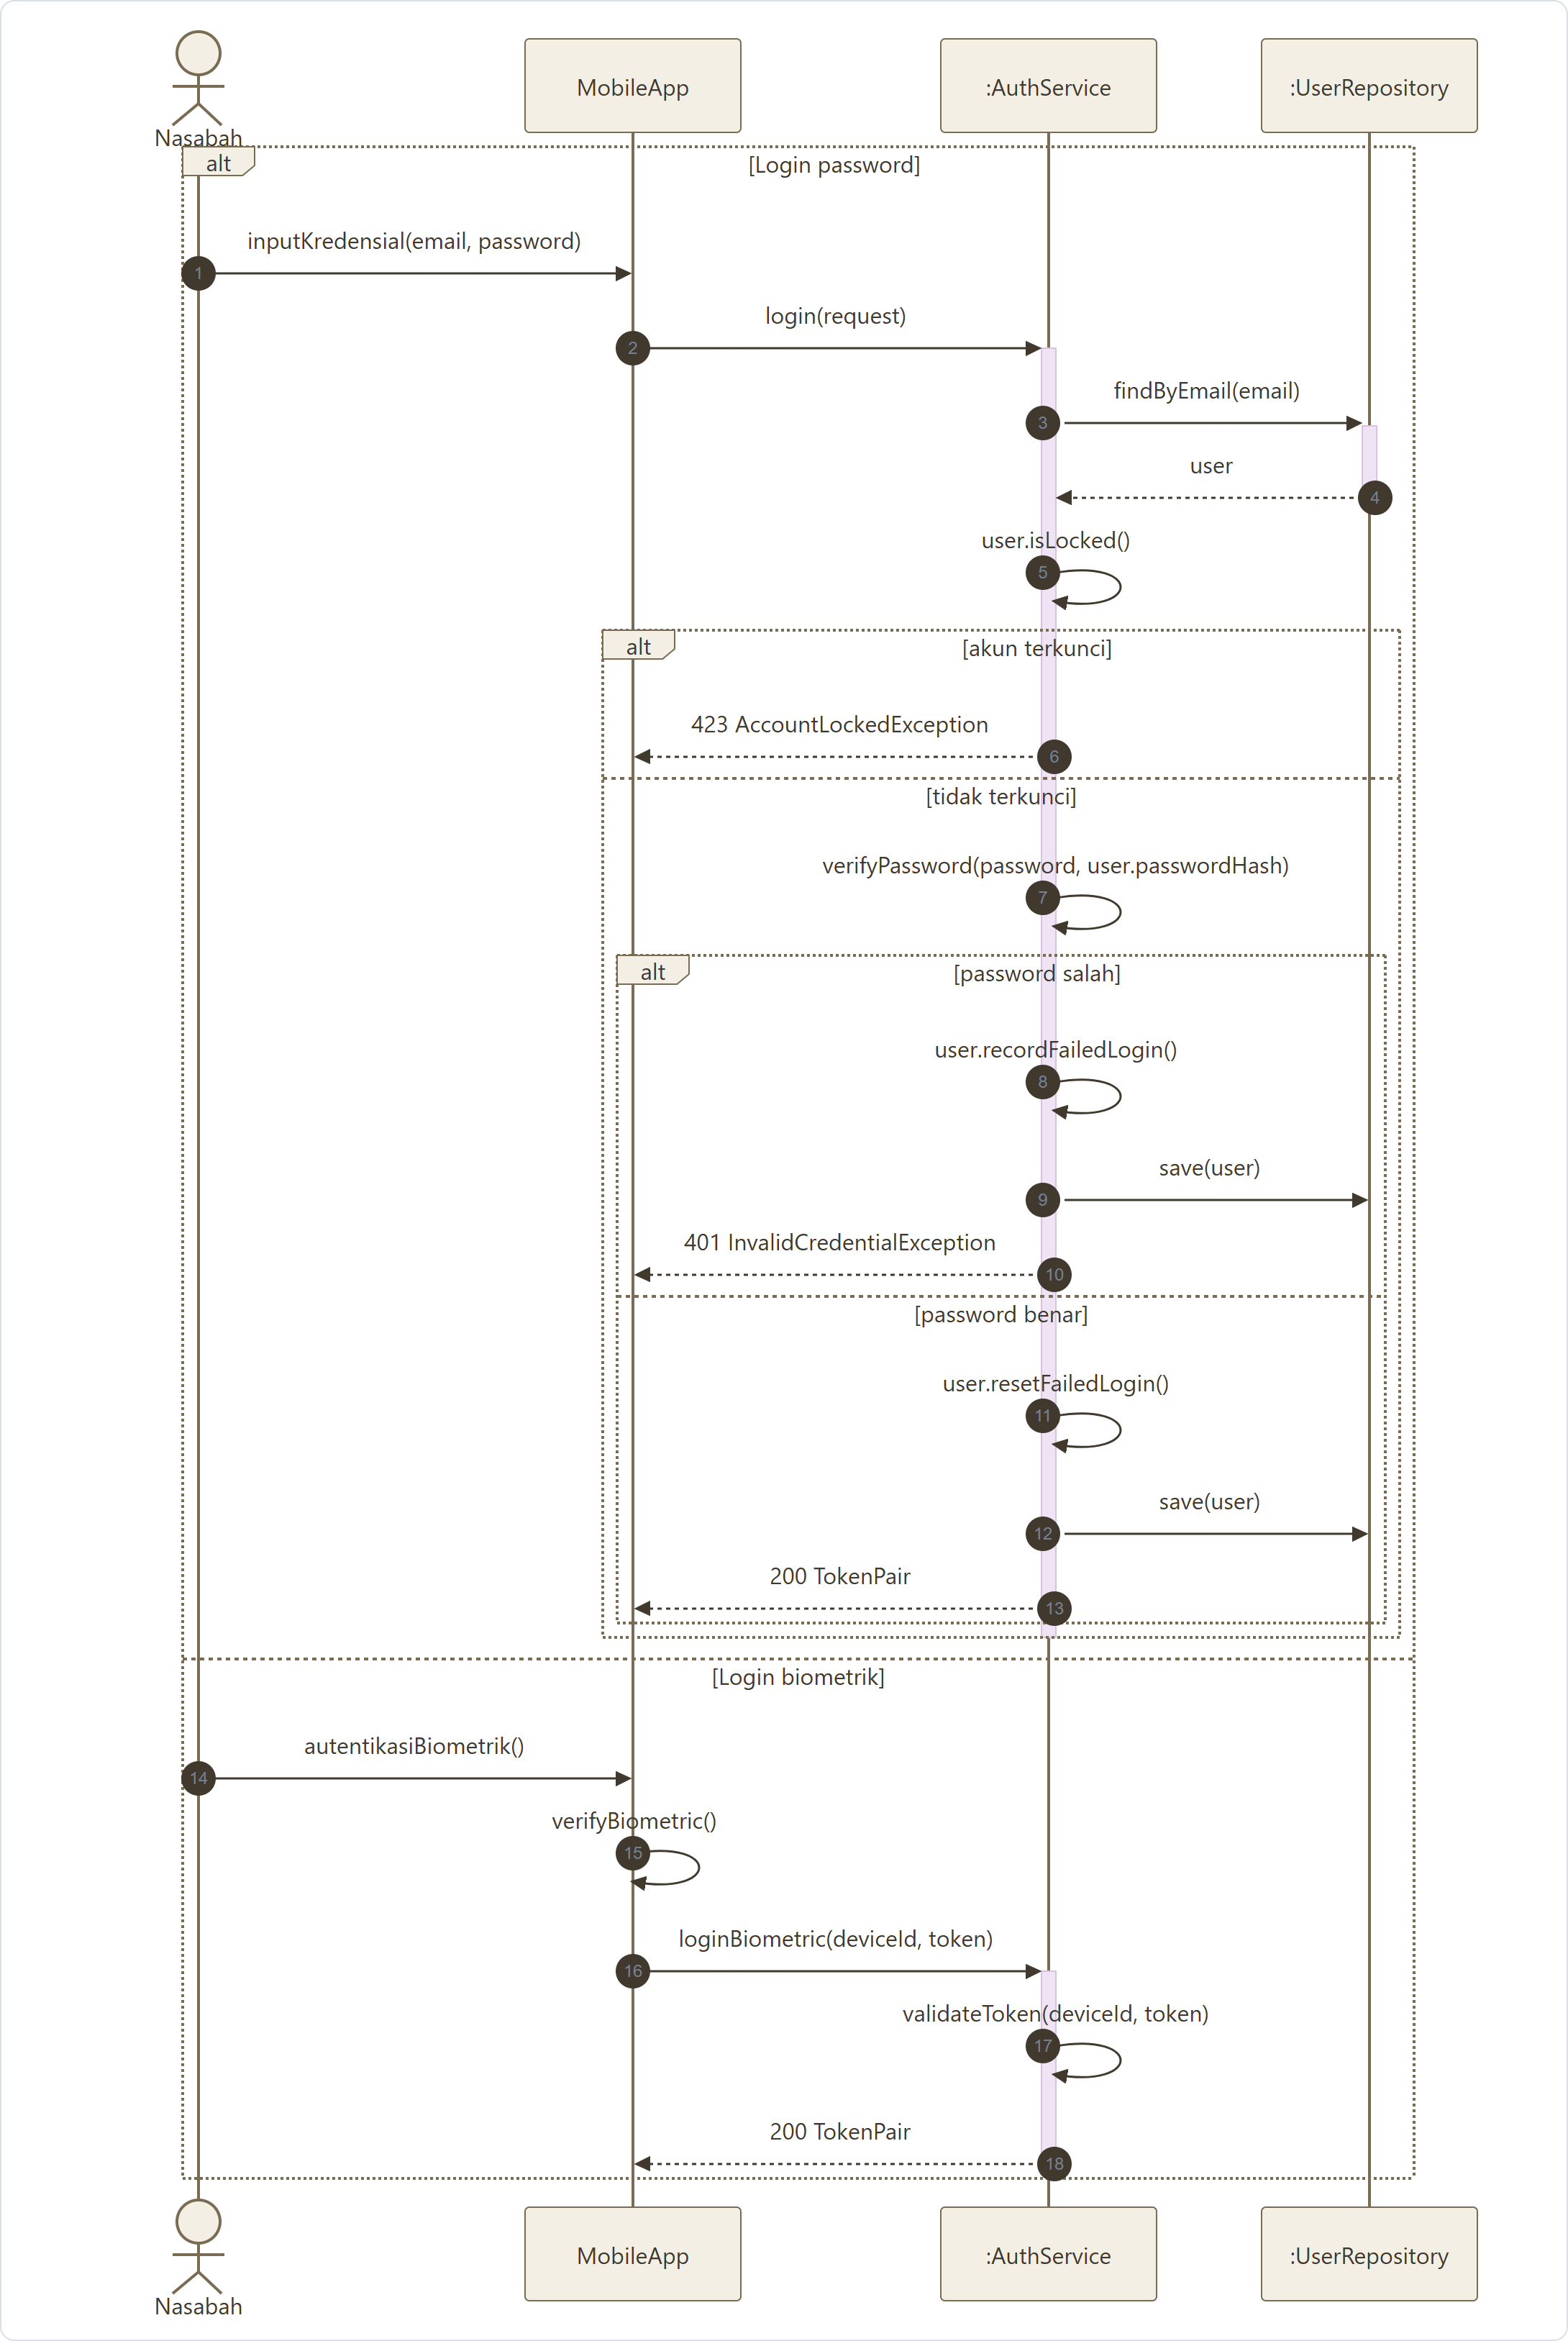 Nasabah
MobileApp
:AuthService
:UserRepository
alt
[Login password]
inputKredensial(email, password)
1
login(request)
2
findByEmail(email)
3
user
4
user.isLocked()
5
alt
[akun terkunci]
423 AccountLockedException
6
[tidak terkunci]
verifyPassword(password, user.passwordHash)
7
alt
[password salah]
user.recordFailedLogin()
8
save(user)
9
401 InvalidCredentialException
10
[password benar]
user.resetFailedLogin()
11
save(user)
12
200 TokenPair
13
[Login biometrik]
autentikasiBiometrik()
14
verifyBiometric()
15
loginBiometric(deviceId, token)
16
validateToken(deviceId, token)
17
200 TokenPair
18
Nasabah
MobileApp
:AuthService
:UserRepository